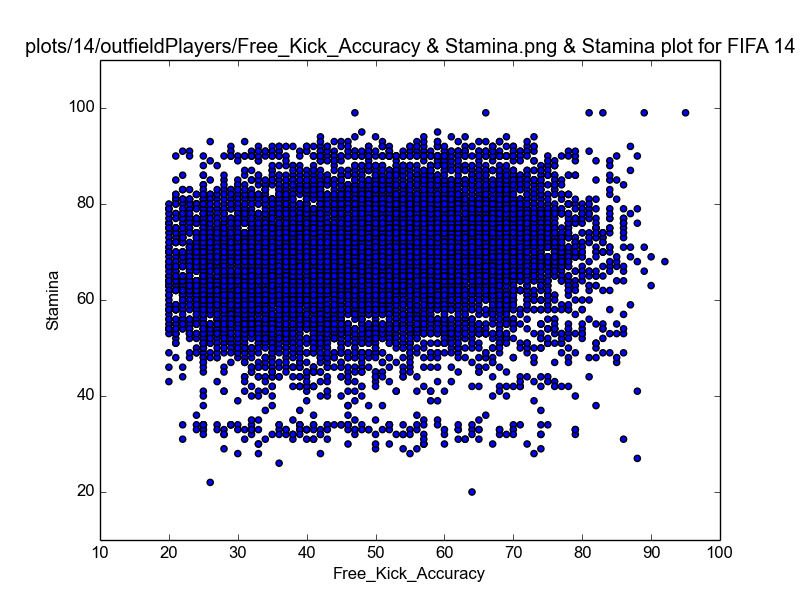 plots/14/outfieldPlayers/Free_Kick_Accuracy & Stamina.png & Stamina plot for FIFA 14
100
80
60
40
20
Stamina
10 20 30 40 50 60 70 80 90 100
Free_Kick_Accuracy